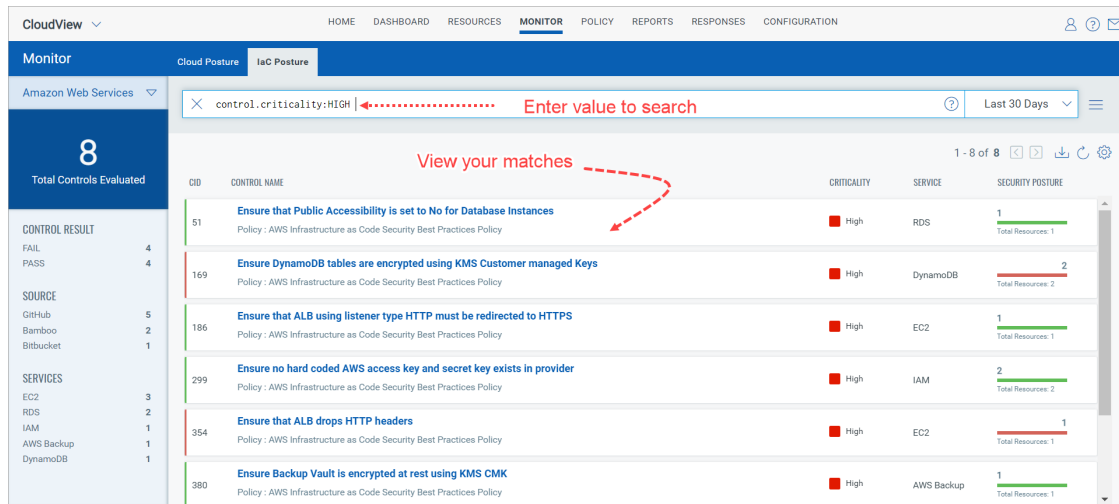 CloudView
HOME DASHBOARD RESOURCES MONITOR POLICY REPORTS RESPONSES CONFIGURATION
Monitor
Cloud Posture IaC Posture
Amazon Web Services
control.criticality:HIGH
Enter value to search
Last 30 Days
8
Total Controls Evaluated
View your matches
1 - 8 of 8
CID CONTROL NAME CRITICALITY SERVICE SECURITY POSTURE
CONTROL RESULT
FAIL 4
PASS 4
SOURCE
GitHub 5
Bamboo 2
Bitbucket 1
SERVICES
EC2 3
RDS 2
IAM 1
AWS Backup 1
DynamoDB 1
Ensure that Public Accessibility is set to No for Database Instances
51 High RDS 1
Policy : AWS Infrastructure as Code Security Best Practices Policy
Total Resources: 1
Ensure DynamoDB tables are encrypted using KMS Customer managed Keys
169 High DynamoDB 2
Policy : AWS Infrastructure as Code Security Best Practices Policy
Total Resources: 2
Ensure that ALB using listener type HTTP must be redirected to HTTPS
186 High EC2 1
Policy : AWS Infrastructure as Code Security Best Practices Policy
Total Resources: 1
Ensure no hard coded AWS access key and secret key exists in provider
299 High IAM 2
Policy : AWS Infrastructure as Code Security Best Practices Policy
Total Resources: 2
Ensure that ALB drops HTTP headers
354 High EC2 1
Policy : AWS Infrastructure as Code Security Best Practices Policy
Total Resources: 1
Ensure Backup Vault is encrypted at rest using KMS CMK
380 High AWS Backup 1
Policy : AWS Infrastructure as Code Security Best Practices Policy
Total Resources: 1